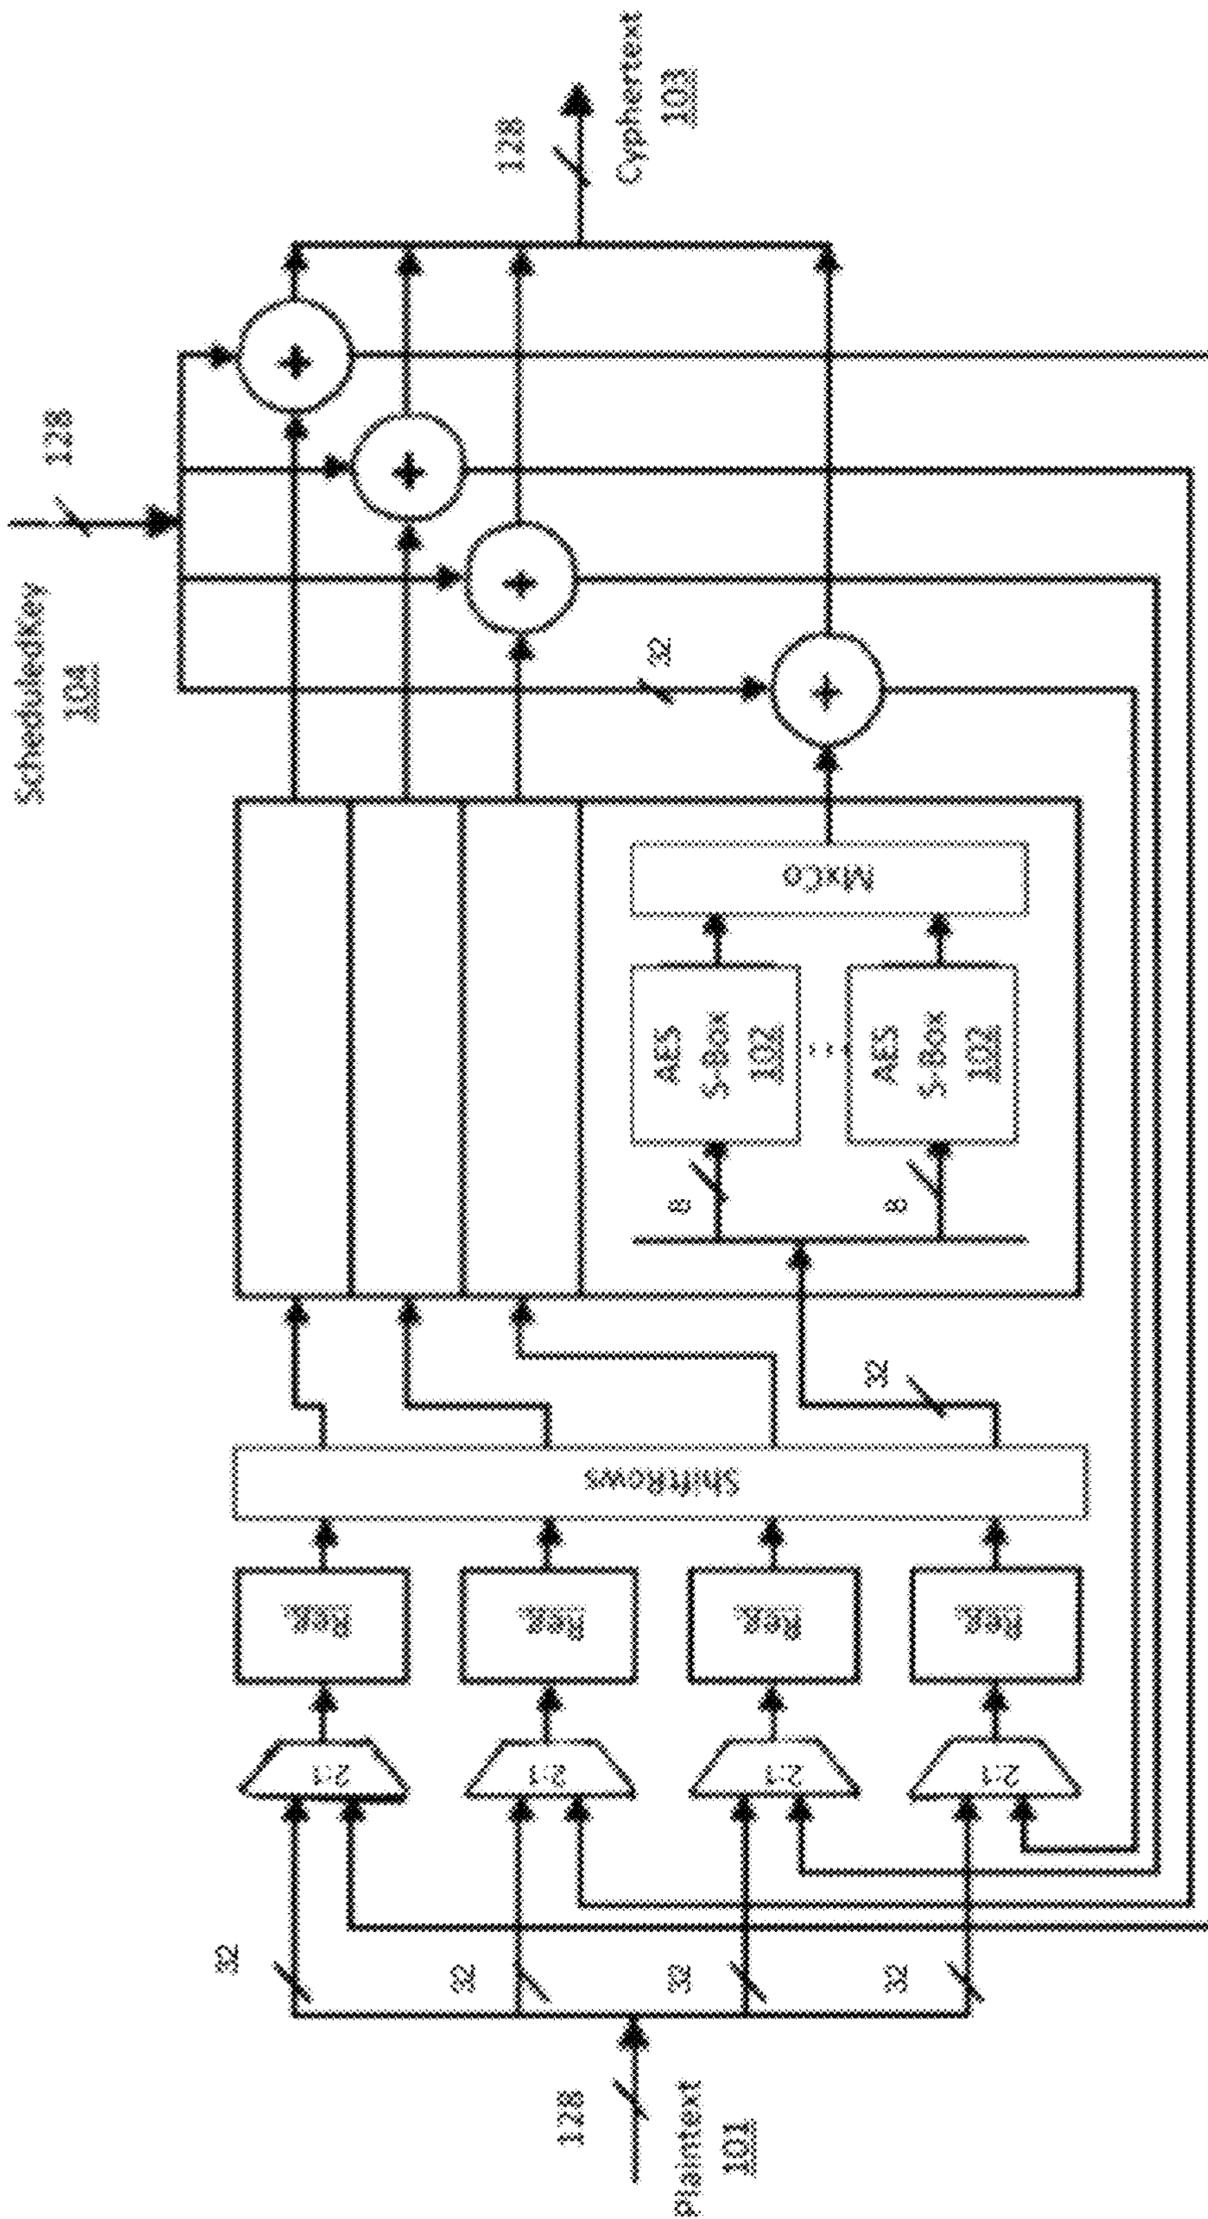 ScheduledKey
104
128
128
Cyphertext
103
32
MxCo
AES
S-Box
102
...
AES
S-Box
102
8
8
32
ShiftRows
Reg.
Reg.
Reg.
Reg.
2:1
2:1
2:1
2:1
32
32
32
32
128
Plaintext
101